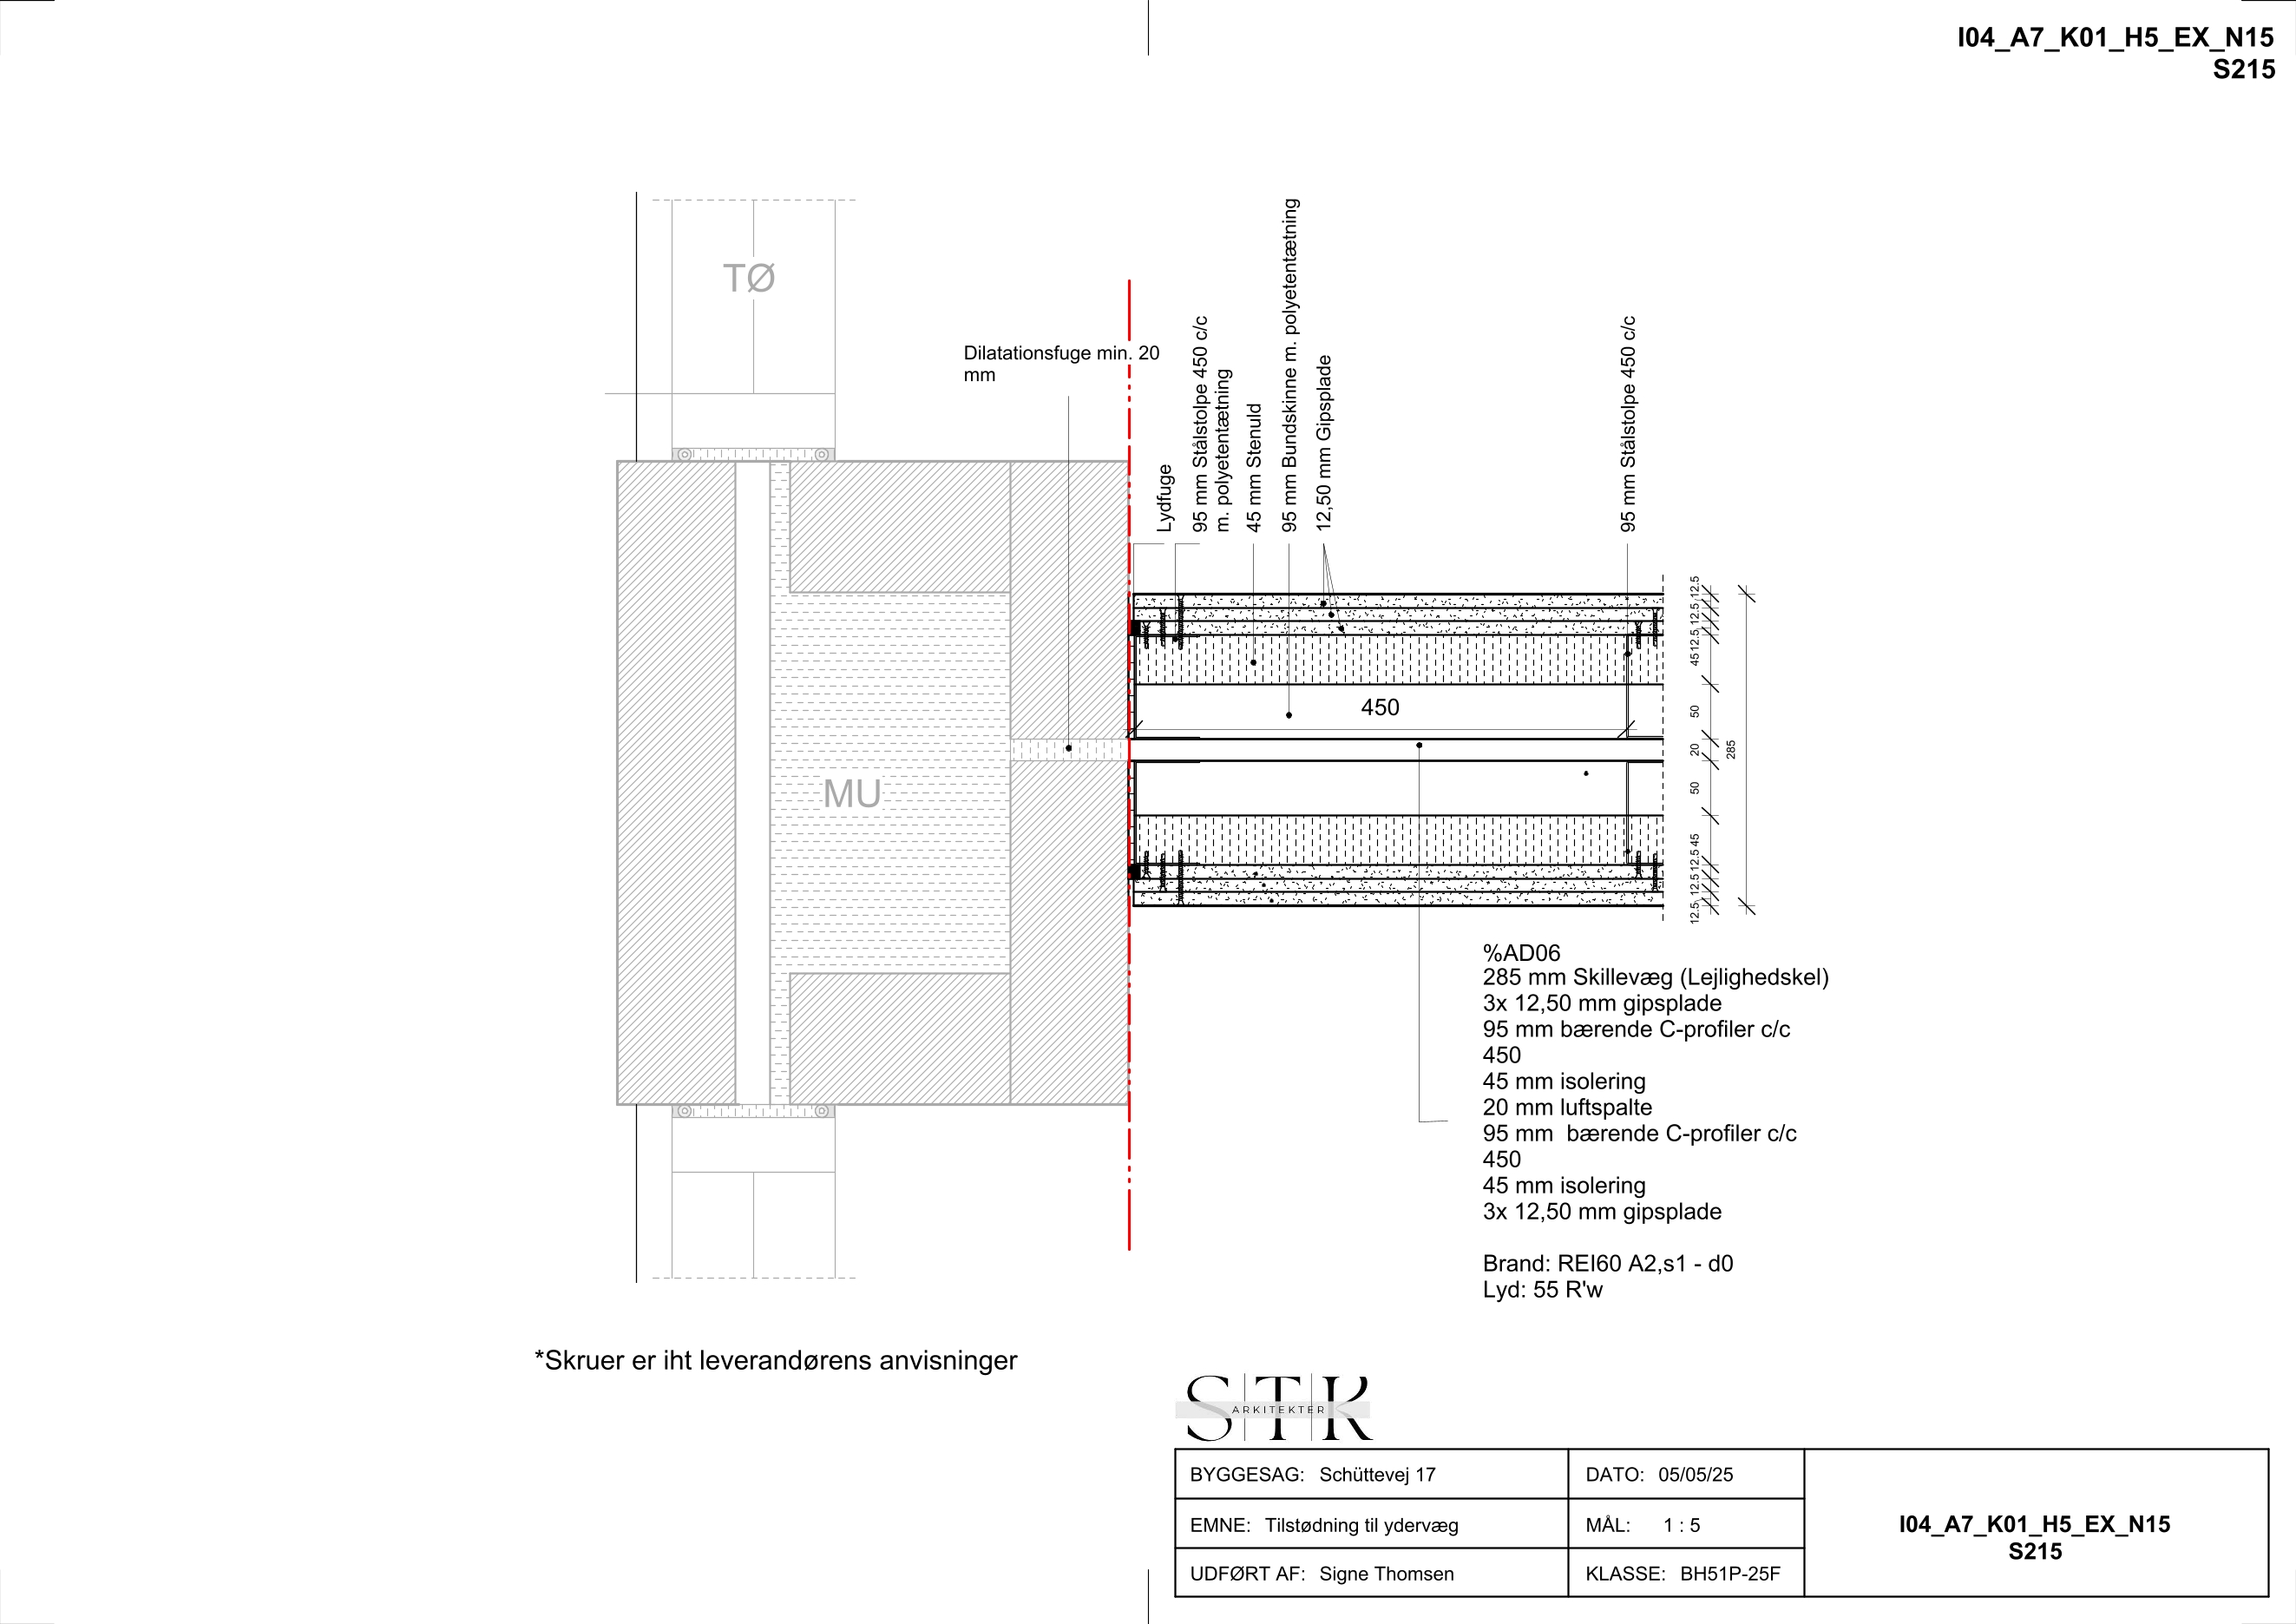 I04_A7_K01_H5_EX_N15
S215
TØ
Dilatationsfuge min. 20
mm
Lydfuge
95 mm Stålstolpe 450 c/c
m. polyetentætning
45 mm Stenuld
95 mm Bundskinne m. polyetentætning
12,50 mm Gipsplade
95 mm Stålstolpe 450 c/c
12.5
12.5
12.5
45
50
20
50
45
12.5
12.5
12.5
285
450
MU
%AD06
285 mm Skillevæg (Lejlighedskel)
3x 12,50 mm gipsplade
95 mm bærende C-profiler c/c
450
45 mm isolering
20 mm luftspalte
95 mm  bærende C-profiler c/c
450
45 mm isolering
3x 12,50 mm gipsplade
Brand: REI60 A2,s1 - d0
Lyd: 55 R'w
*Skruer er iht leverandørens anvisninger
STK
ARKITEKTER
BYGGESAG: Schüttevej 17
DATO: 05/05/25
EMNE: Tilstødning til ydervæg
MÅL: 1 : 5
UDFØRT AF: Signe Thomsen
KLASSE: BH51P-25F
I04_A7_K01_H5_EX_N15
S215